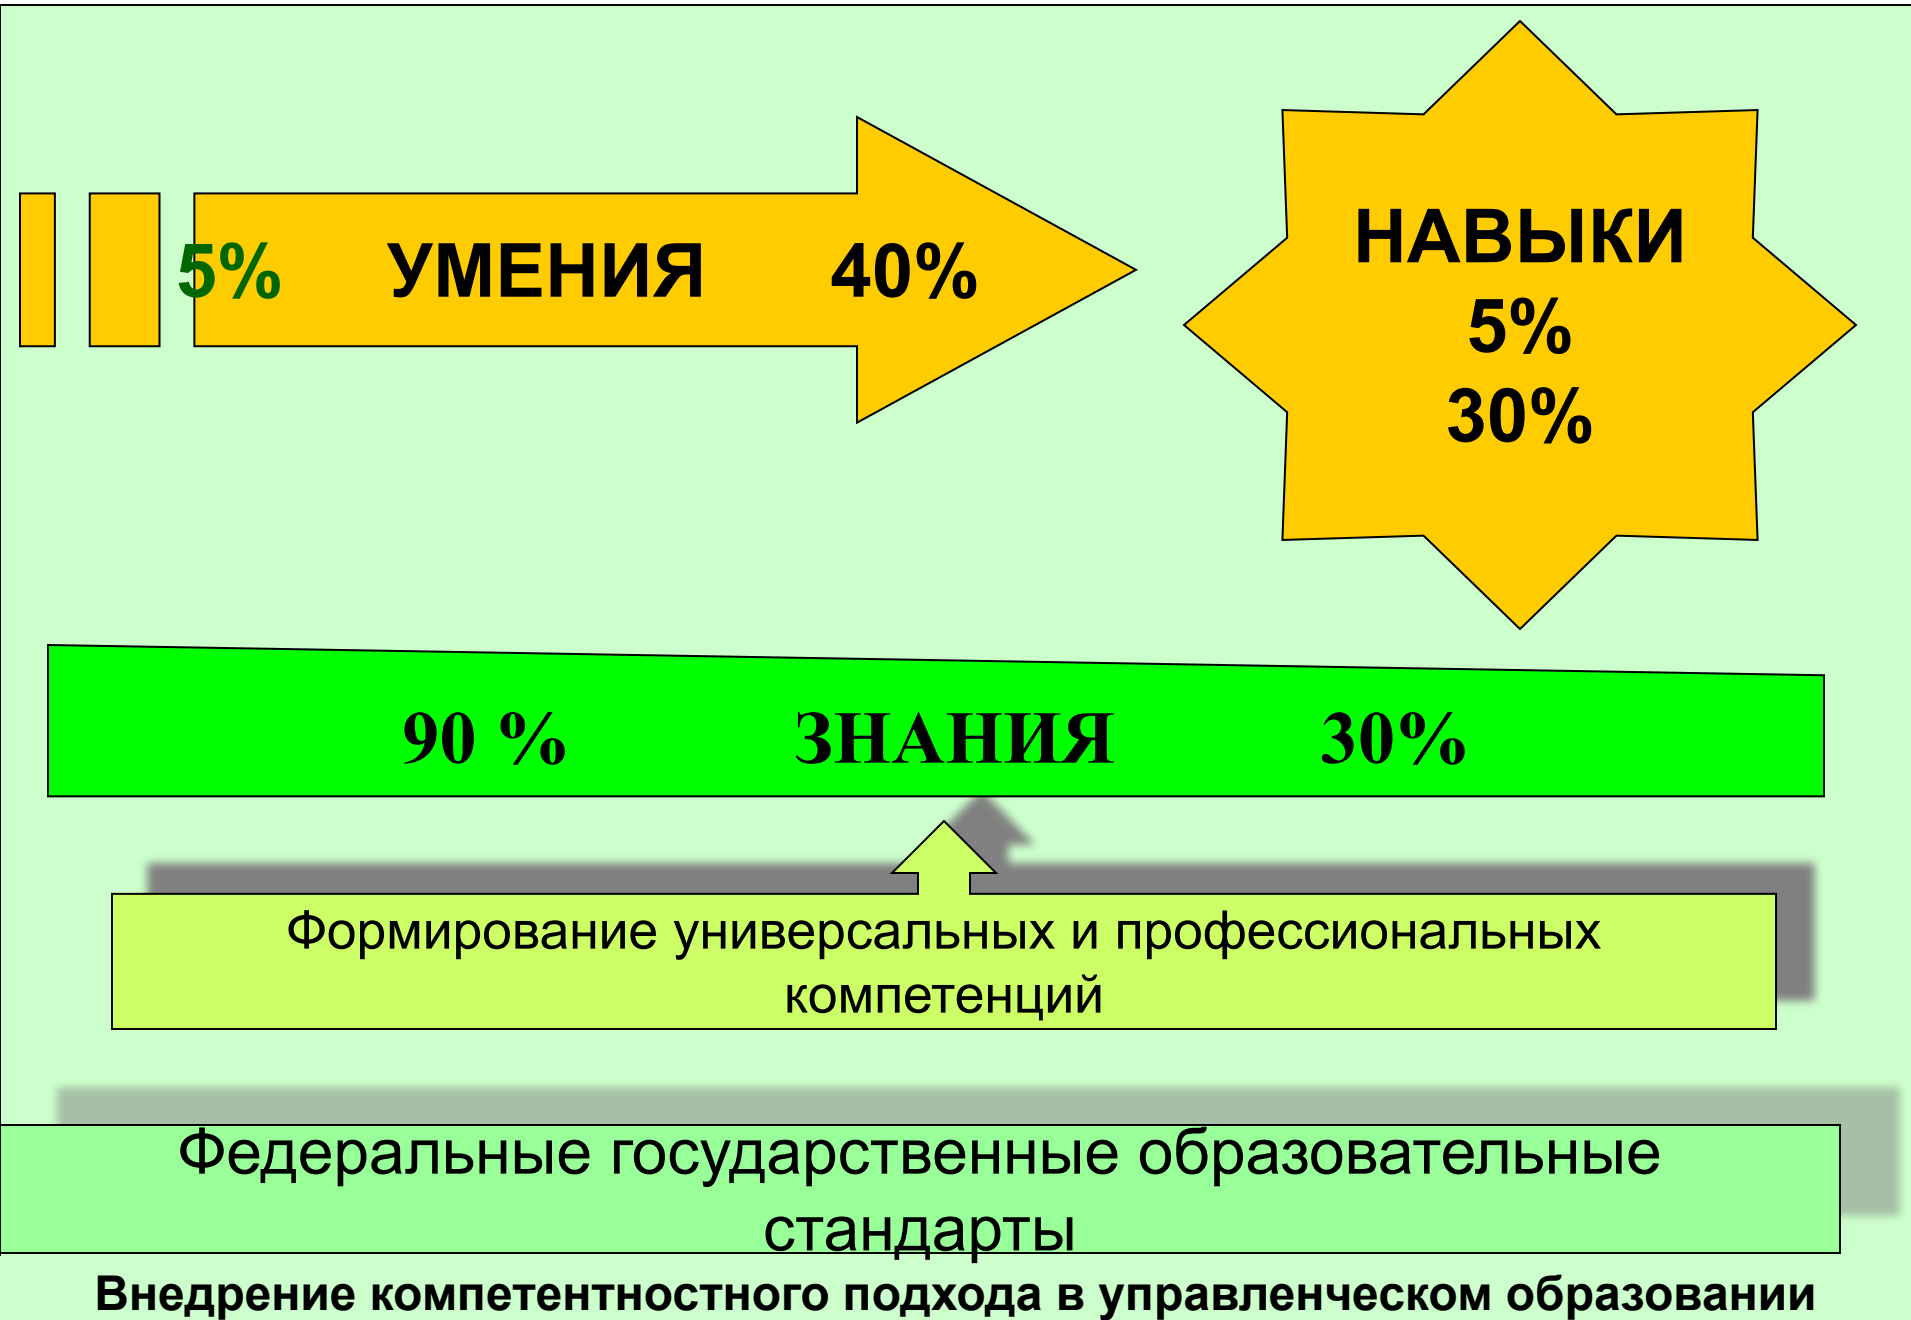 5% УМЕНИЯ 40%
НАВЫКИ
5%
30%
90 % ЗНАНИЯ 30%
Формирование универсальных и профессиональных
компетенций
Федеральные государственные образовательные
стандарты
Внедрение компетентностного подхода в управленческом образовании